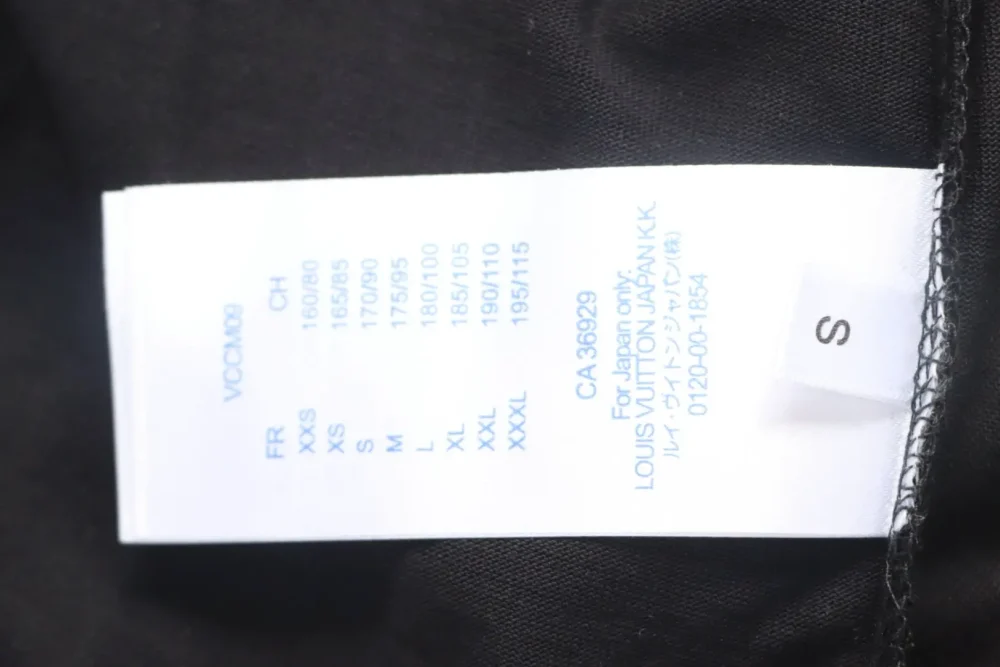 VCCM09
FR CH
XXS 160/80
XS 165/85
S 170/90
M 175/95
L 180/100
XL 185/105
XXL 190/110
XXXL 195/115
CA 36929
For Japan only:
LOUIS VUITTON JAPAN K.K.
ルイ・ヴィトン ジャパン(株)
0120-00-1854
S